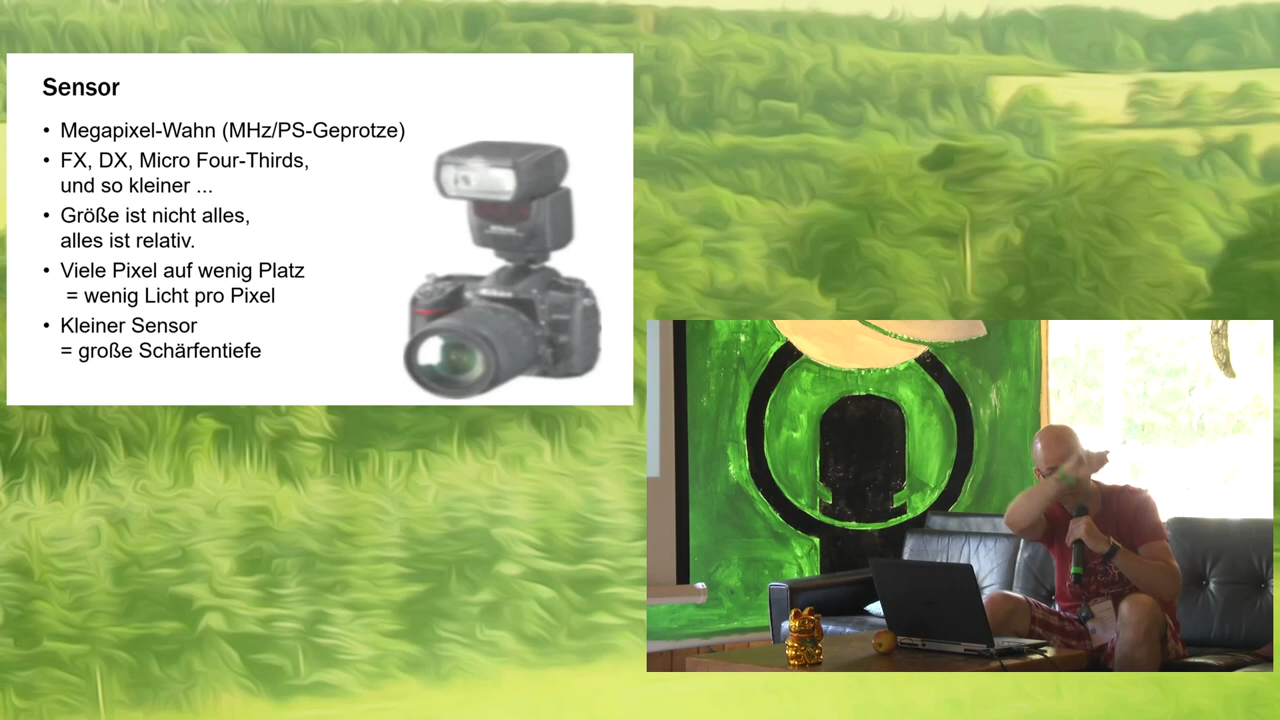 Sensor
• Megapixel-Wahn (MHz/PS-Geprotze)
• FX, DX, Micro Four-Thirds,
und so kleiner ...
• Größe ist nicht alles,
alles ist relativ.
• Viele Pixel auf wenig Platz
= wenig Licht pro Pixel
• Kleiner Sensor
= große Schärfentiefe